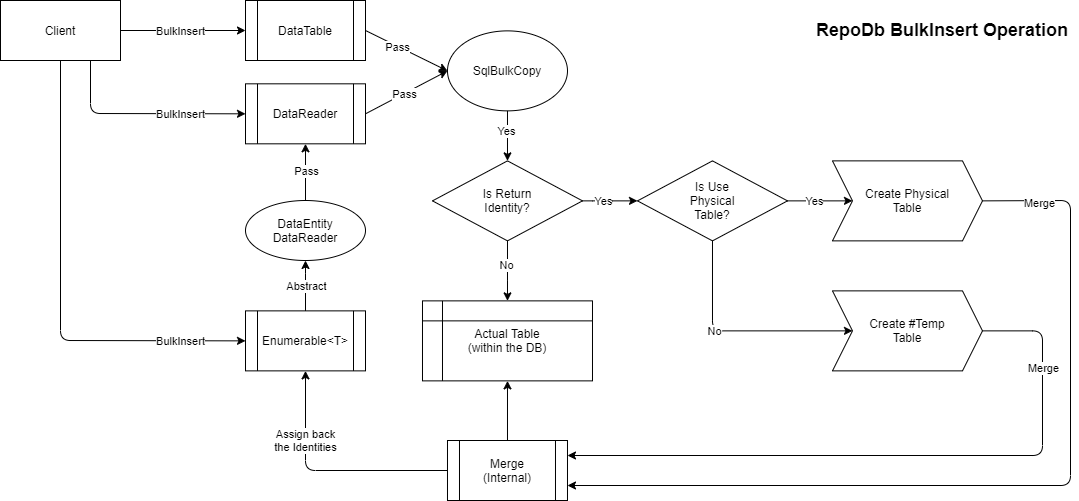 Client
BulkInsert
DataTable
RepoDb BulkInsert Operation
Pass
SqlBulkCopy
Pass
BulkInsert
DataReader
Yes
Pass
Is Return
Identity?
Yes
Is Use
Physical
Table?
Yes
Create Physical
Table
Merge
DataEntity
DataReader
No
Abstract
BulkInsert
Enumerable<T>
Actual Table
(within the DB)
No
Create #Temp
Table
Merge
Assign back
the Identities
Merge
(Internal)